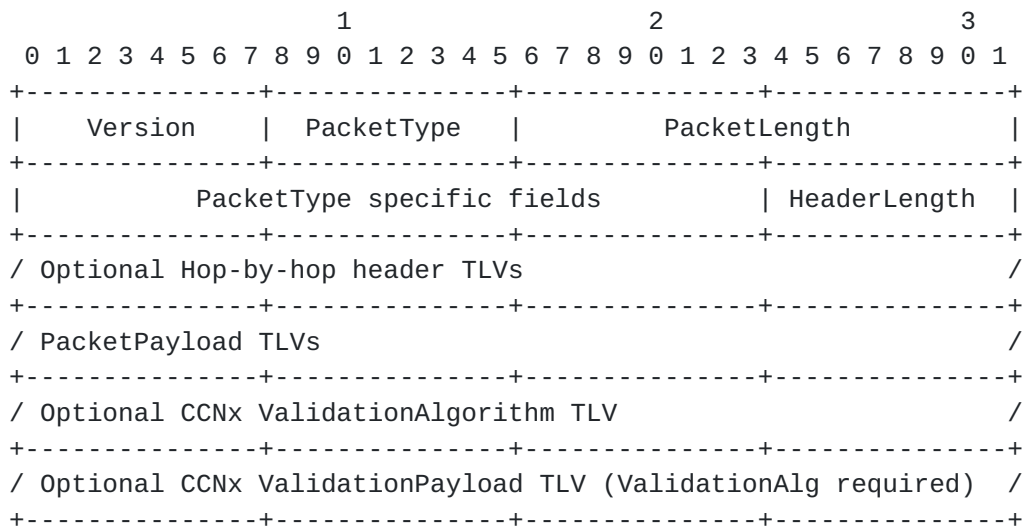 1                   2                   3
 0 1 2 3 4 5 6 7 8 9 0 1 2 3 4 5 6 7 8 9 0 1 2 3 4 5 6 7 8 9 0 1
+---------------+---------------+---------------+---------------+
|    Version    |  PacketType   |         PacketLength          |
+---------------+---------------+---------------+---------------+
|           PacketType specific fields          | HeaderLength  |
+---------------+---------------+---------------+---------------+
/ Optional Hop-by-hop header TLVs                               /
+---------------+---------------+---------------+---------------+
/ PacketPayload TLVs                                            /
+---------------+---------------+---------------+---------------+
/ Optional CCNx ValidationAlgorithm TLV                         /
+---------------+---------------+---------------+---------------+
/ Optional CCNx ValidationPayload TLV (ValidationAlg required)  /
+---------------+---------------+---------------+---------------+